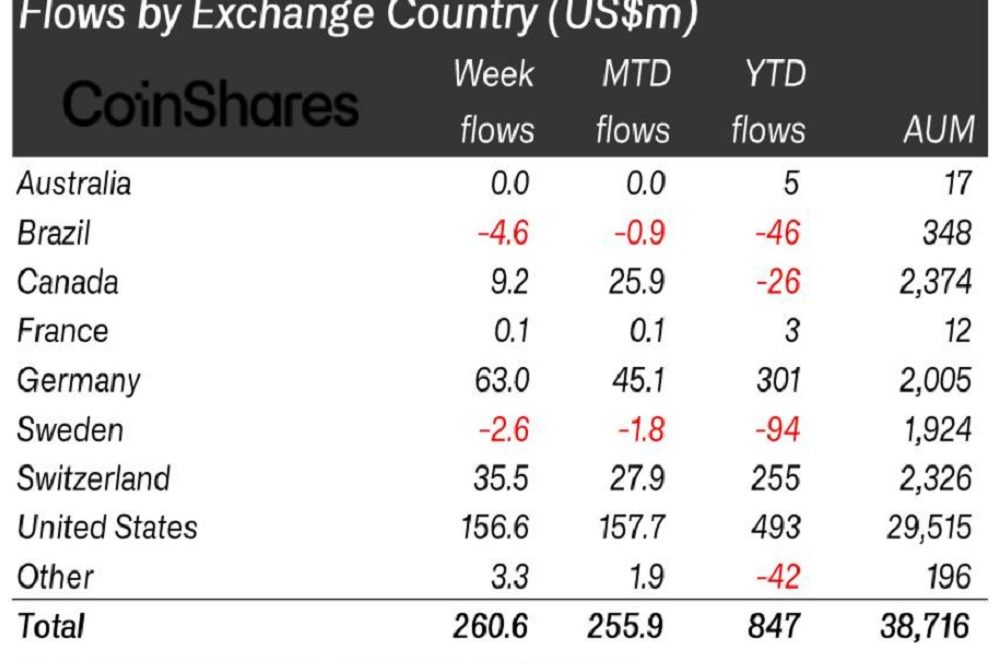 Flows by Exchange Country (US$m)
CoinShares
Week flows MTD flows YTD flows AUM
Australia 0.0 0.0 5 17
Brazil -4.6 -0.9 -46 348
Canada 9.2 25.9 -26 2,374
France 0.1 0.1 3 12
Germany 63.0 45.1 301 2,005
Sweden -2.6 -1.8 -94 1,924
Switzerland 35.5 27.9 255 2,326
United States 156.6 157.7 493 29,515
Other 3.3 1.9 -42 196
Total 260.6 255.9 847 38,716